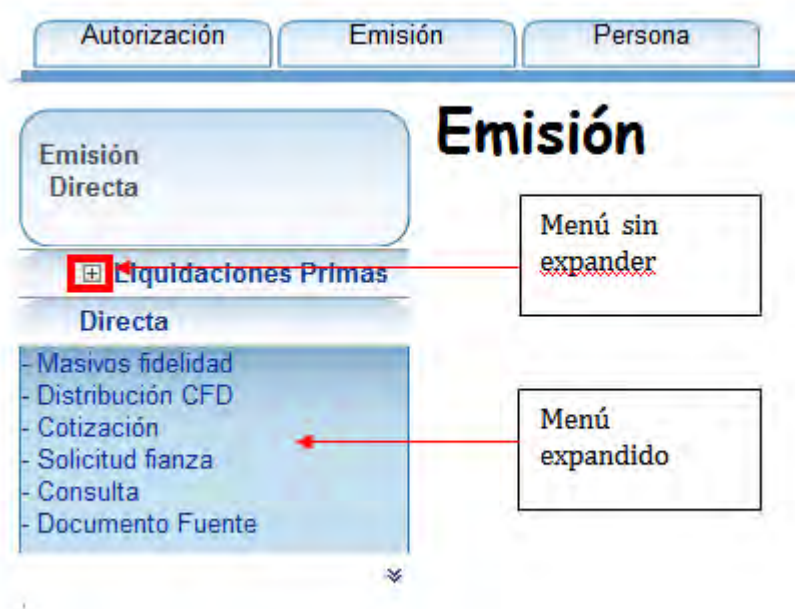 Autorización
Emisión
Persona
Emisión
Emisión
Directa
Menú sin
expander
Liquidaciones Primas
Directa
- Masivos fidelidad
- Distribución CFD
- Cotización
- Solicitud fianza
- Consulta
- Documento Fuente
Menú
expandido